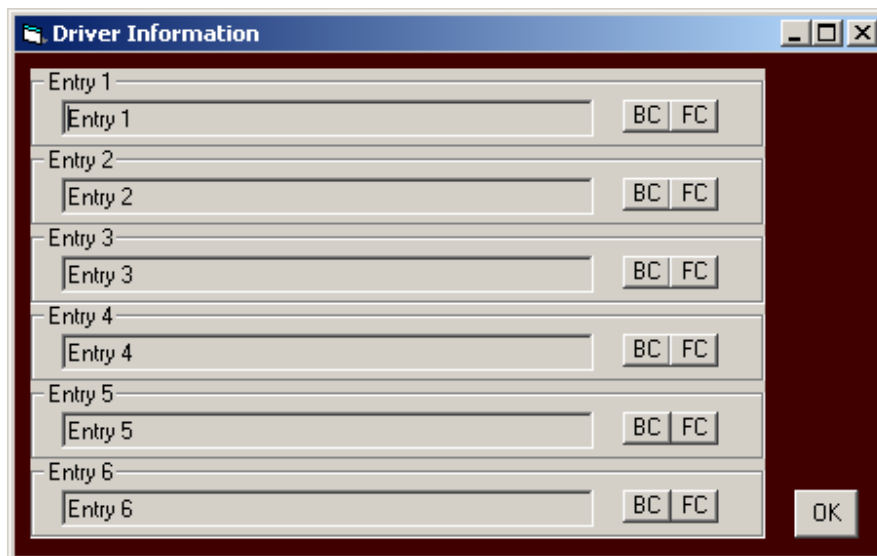 Driver Information
Entry 1
Entry 1 BC FC
Entry 2
Entry 2 BC FC
Entry 3
Entry 3 BC FC
Entry 4
Entry 4 BC FC
Entry 5
Entry 5 BC FC
Entry 6
Entry 6 BC FC
OK